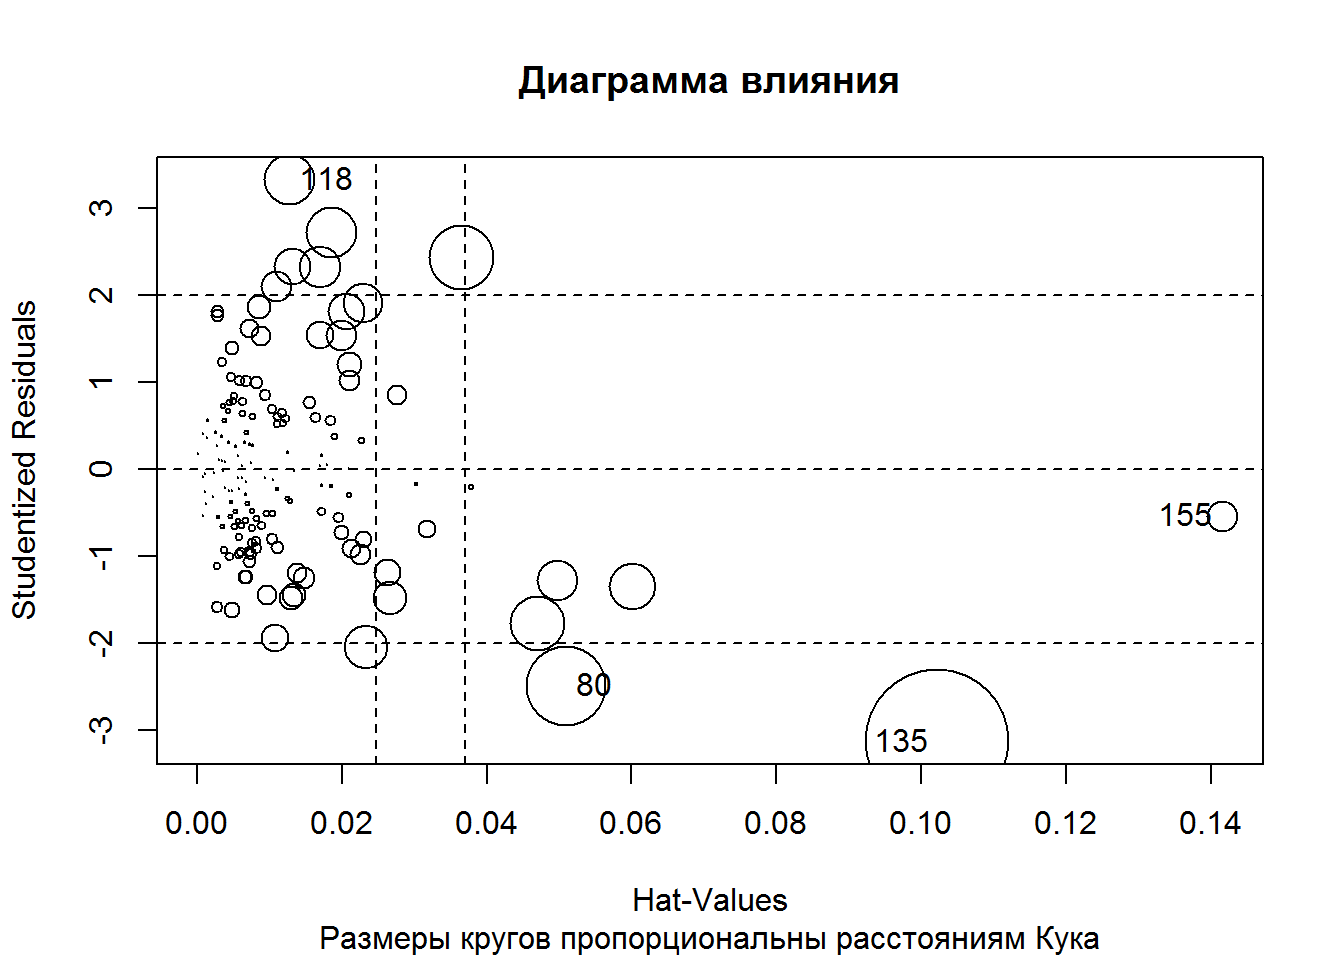 Диаграмма влияния
118
80
135
155
Studentized Residuals
3
2
1
0
-1
-2
-3
0.00 0.02 0.04 0.06 0.08 0.10 0.12 0.14
Hat-Values
Размеры кругов пропорциональны расстояниям Кука